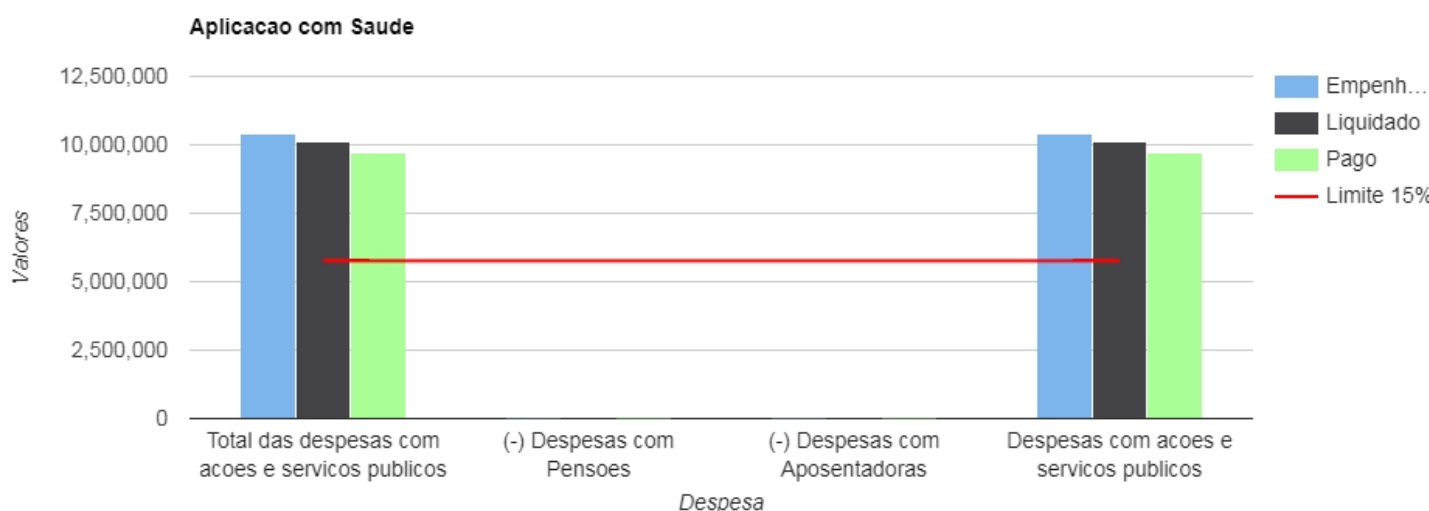 Aplicacao com Saude
12,500,000
10,000,000
7,500,000
5,000,000
2,500,000
0
Valores
Total das despesas com
acoes e servicos publicos
(-) Despesas com
Pensoes
(-) Despesas com
Aposentadoras
Despesas com acoes e
servicos publicos
Despesa
Empenh...
Liquidado
Pago
Limite 15%